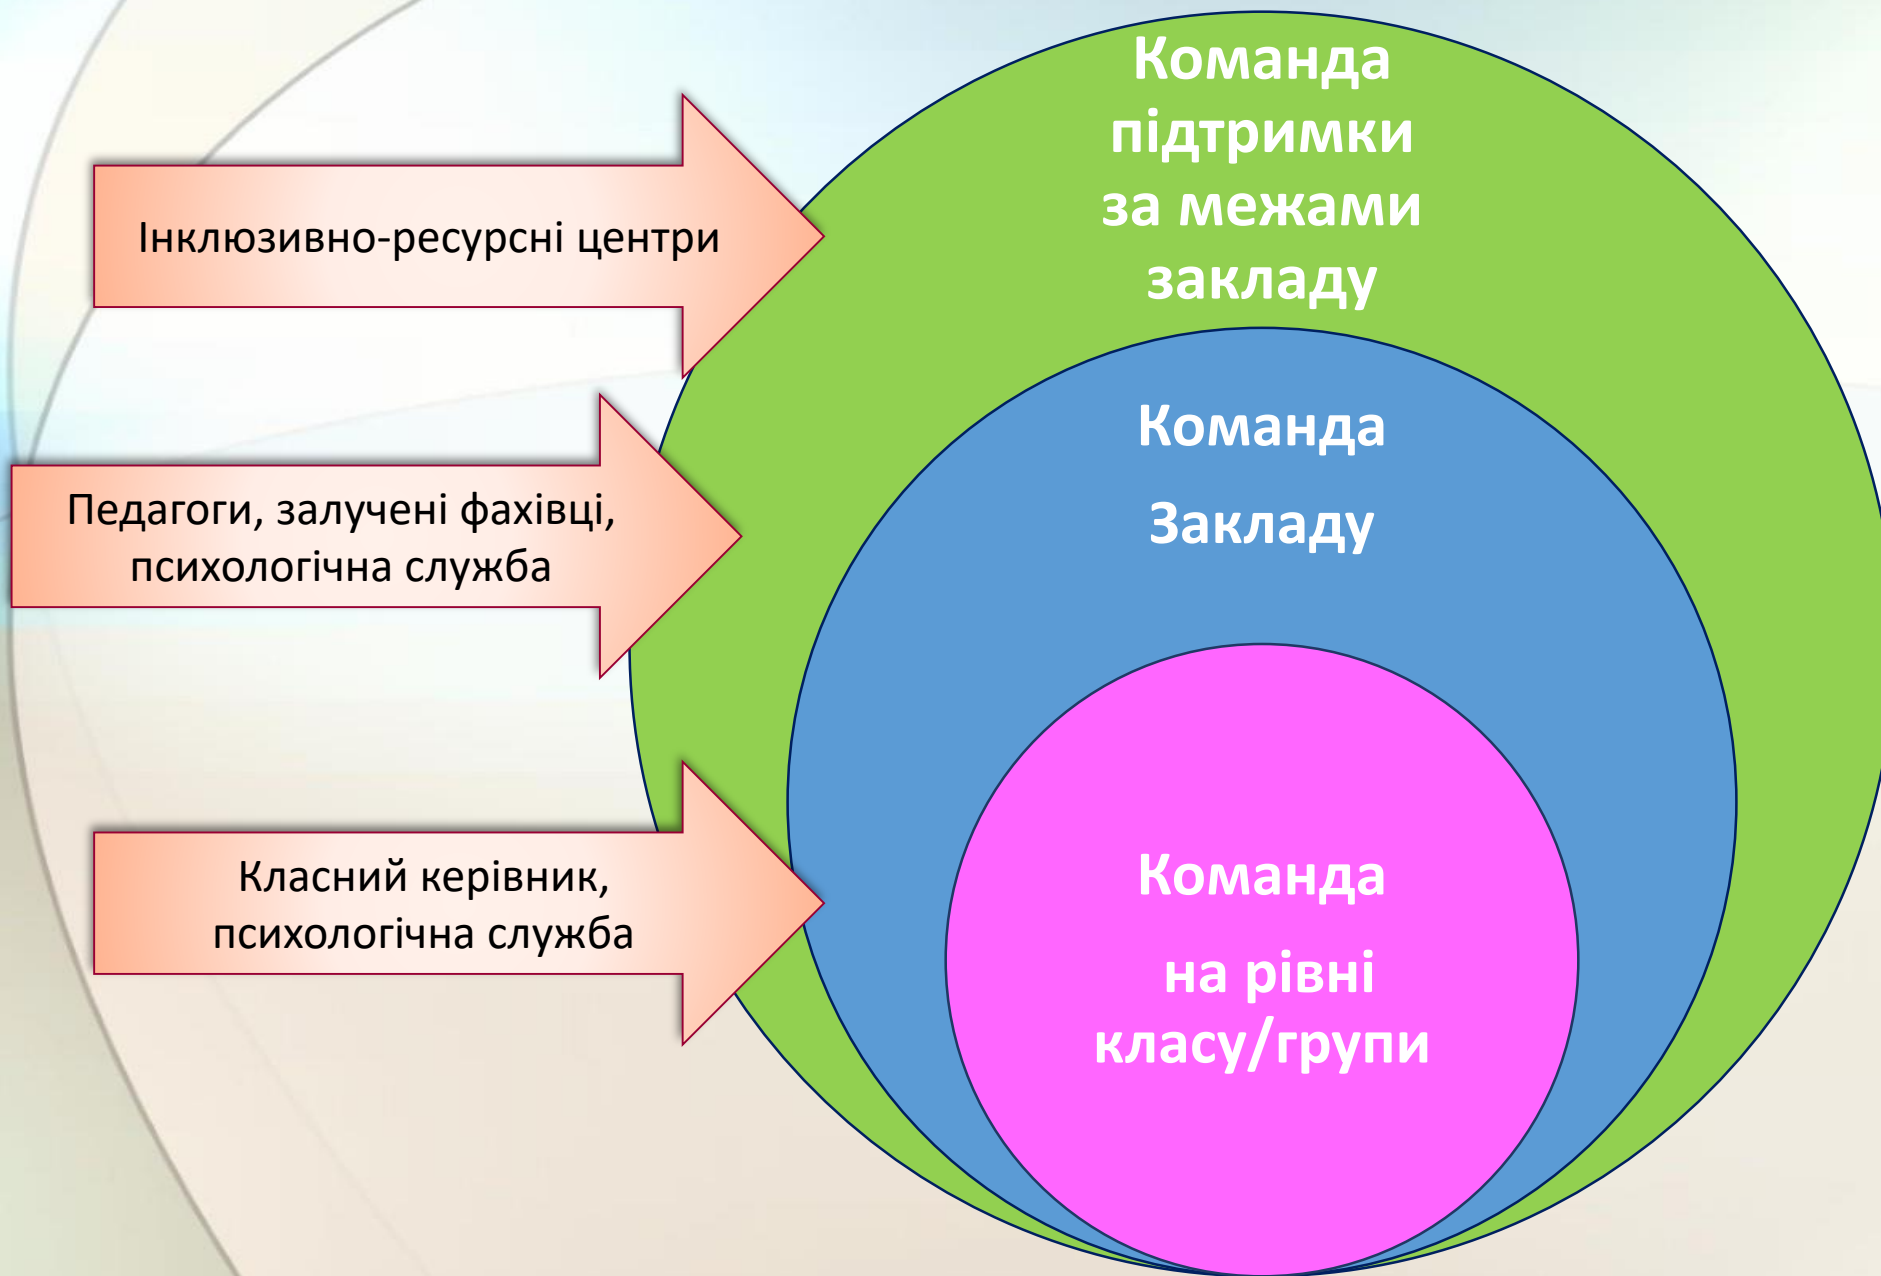 Команда
підтримки
за межами
закладу
Інклюзивно-ресурсні центри
Команда
Закладу
Педагоги, залучені фахівці,
психологічна служба
Команда
на рівні
класу/групи
Класний керівник,
психологічна служба